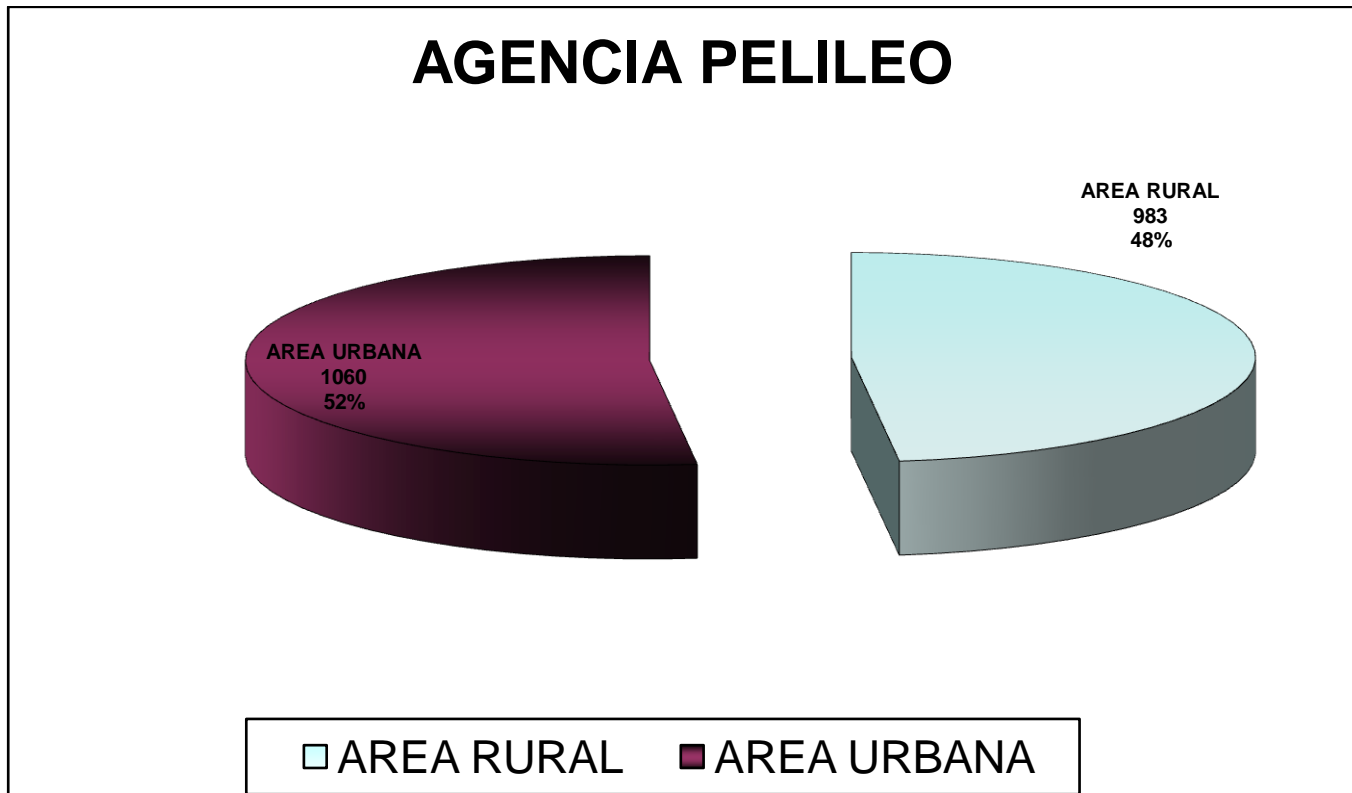 AGENCIA PELILEO
AREA RURAL
983
48%
AREA URBANA
1060
52%
AREA RURAL AREA URBANA